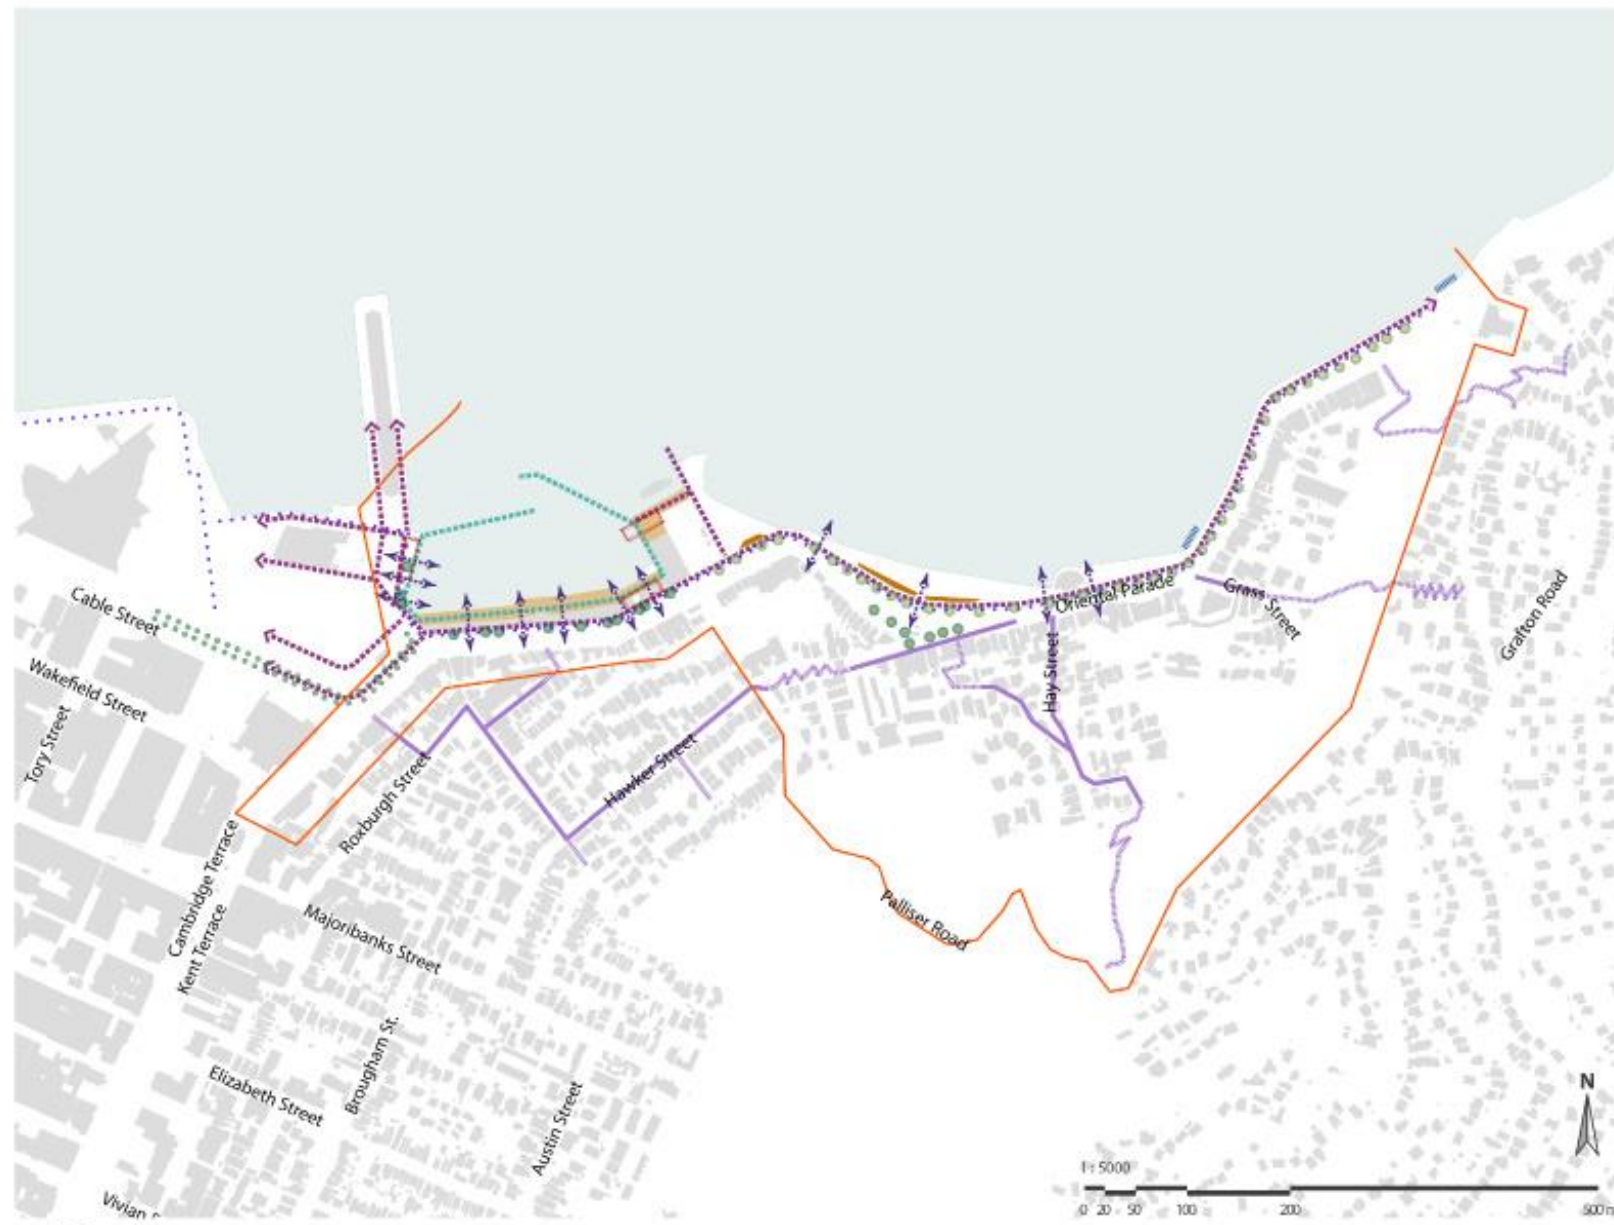 Oriental Parade
Grass Street
Grafton Road
Cable Street
Wakefield Street
Tory Street
Hay Street
Hawker Street
Roxburgh Street
Cambridge Terrace
Kent Terrace
Majoribanks Street
Palliser Road
Brougham St.
Elizabeth Street
Austin Street
Vivian
N
1 : 5000
0 20 50 100 200 500 m